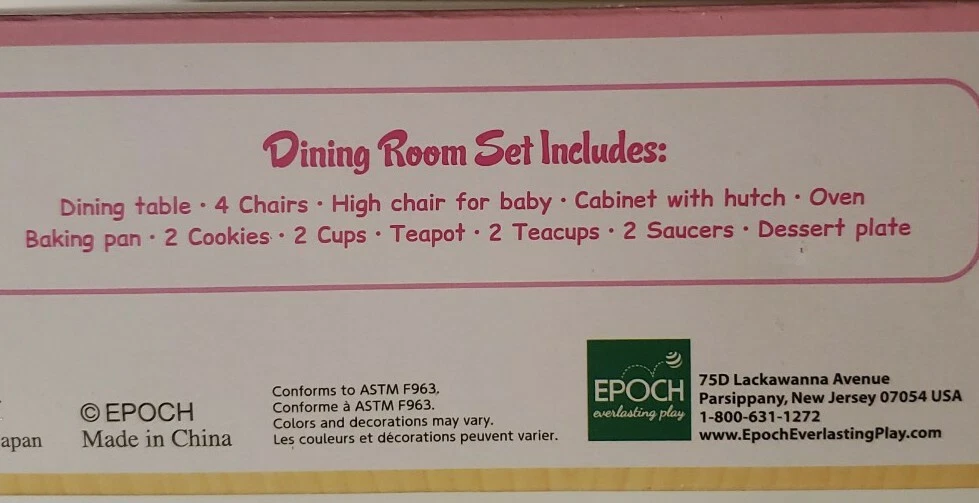 Dining Room Set Includes:
Dining table · 4 Chairs · High chair for baby · Cabinet with hutch · Oven
Baking pan · 2 Cookies · 2 Cups · Teapot · 2 Teacups · 2 Saucers · Dessert plate
apan
© EPOCH
Made in China
Conforms to ASTM F963.
Conforme à ASTM F963.
Colors and decorations may vary.
Les couleurs et décorations peuvent varier.
EPOCH
everlasting play
75D Lackawanna Avenue
Parsippany, New Jersey 07054 USA
1-800-631-1272
www.EpochEverlastingPlay.com